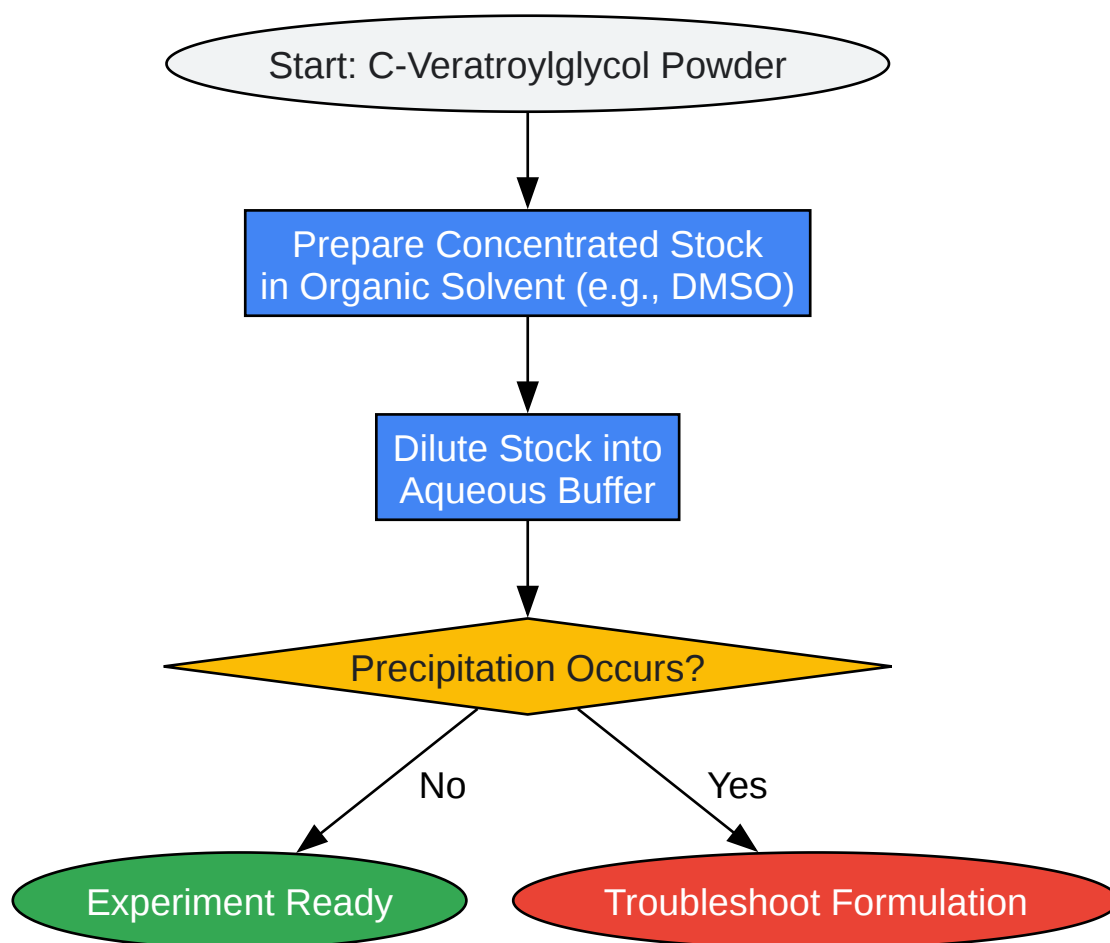 Start: C-Veratroylglycol Powder
Prepare Concentrated Stock
in Organic Solvent (e.g., DMSO)
Dilute Stock into
Aqueous Buffer
Precipitation Occurs?
No
Yes
Experiment Ready
Troubleshoot Formulation